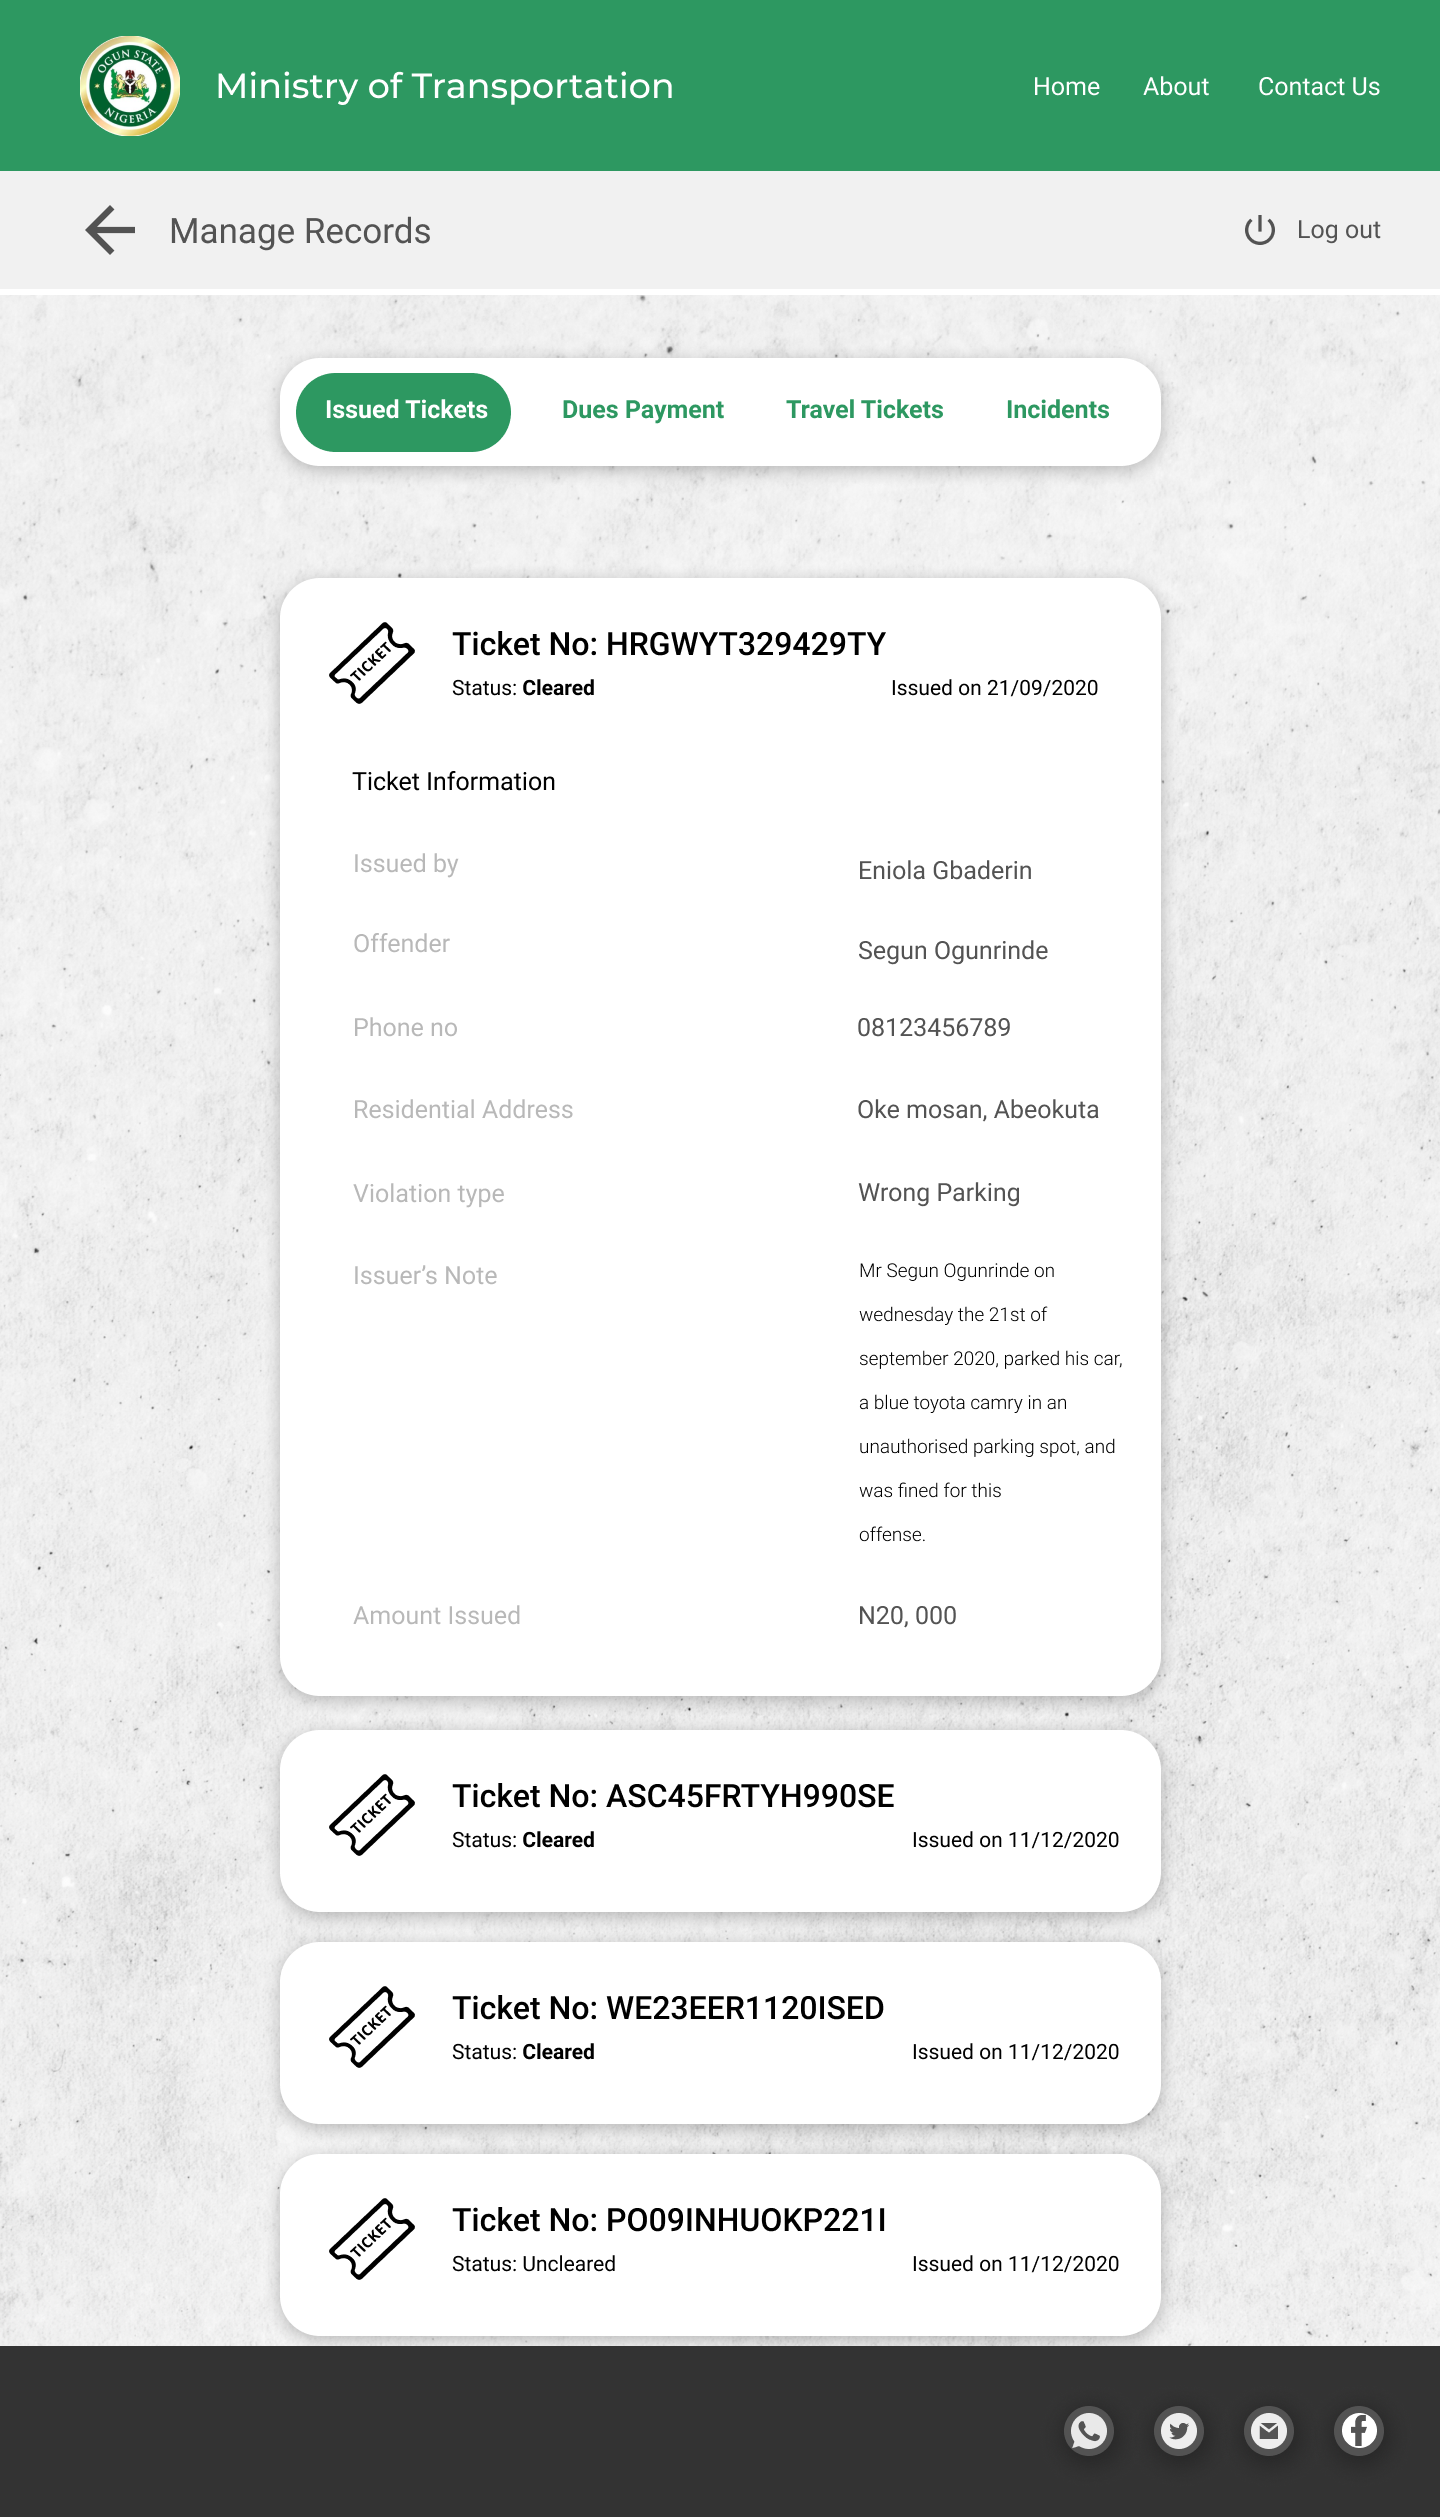 OGUN STATE
NIGERIA
Ministry of Transportation
Home
About
Contact Us
Manage Records
Log out
Issued Tickets
Dues Payment
Travel Tickets
Incidents
TICKET
Ticket No: HRGWYT329429TY
Status: Cleared
Issued on 21/09/2020
Ticket Information
Issued by
Eniola Gbaderin
Offender
Segun Ogunrinde
Phone no
08123456789
Residential Address
Oke mosan, Abeokuta
Violation type
Wrong Parking
Issuer’s Note
Mr Segun Ogunrinde on
wednesday the 21st of
september 2020, parked his car,
a blue toyota camry in an
unauthorised parking spot, and
was fined for this
offense.
Amount Issued
N20, 000
TICKET
Ticket No: ASC45FRTYH990SE
Status: Cleared
Issued on 11/12/2020
TICKET
Ticket No: WE23EER1120ISED
Status: Cleared
Issued on 11/12/2020
TICKET
Ticket No: PO09INHUOKP221I
Status: Uncleared
Issued on 11/12/2020